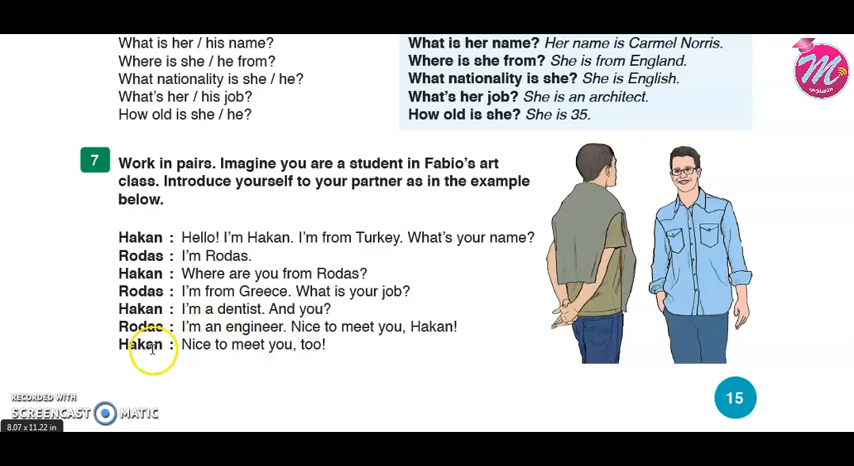 What is her / his name?
Where is she / he from?
What nationality is she / he?
What's her / his job?
How old is she / he?
What is her name? Her name is Carmel Norris.
Where is she from? She is from England.
What nationality is she? She is English.
What's her job? She is an architect.
How old is she? She is 35.
7
Work in pairs. Imagine you are a student in Fabio's art
class. Introduce yourself to your partner as in the example
below.
Hakan : Hello! I'm Hakan. I'm from Turkey. What's your name?
Rodas : I'm Rodas.
Hakan : Where are you from Rodas?
Rodas : I'm from Greece. What is your job?
Hakan : I'm a dentist. And you?
Rodas : I'm an engineer. Nice to meet you, Hakan!
Hakan : Nice to meet you, too!
15
RECORDED WITH
SCREENCAST MATIC
8.07 x 11.22 in